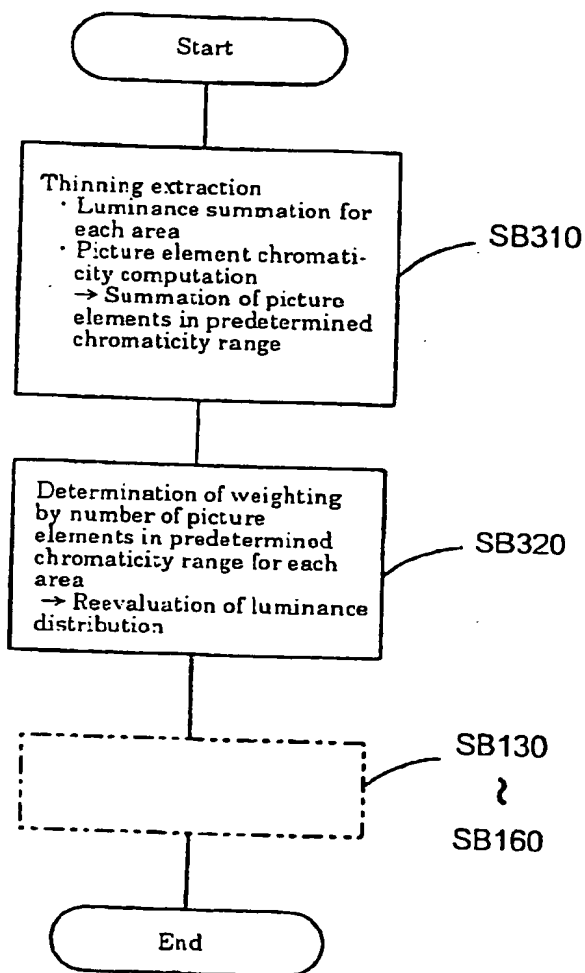 Start
Thinning extraction
· Luminance summation for
each area
· Picture element chromati-
city computation
→ Summation of picture
elements in predetermined
chromaticity range
SB310
Determination of weighting
by number of picture
elements in predetermined
chromaticity range for each
area
→ Reevaluation of luminance
distribution
SB320
SB130
~
SB160
End